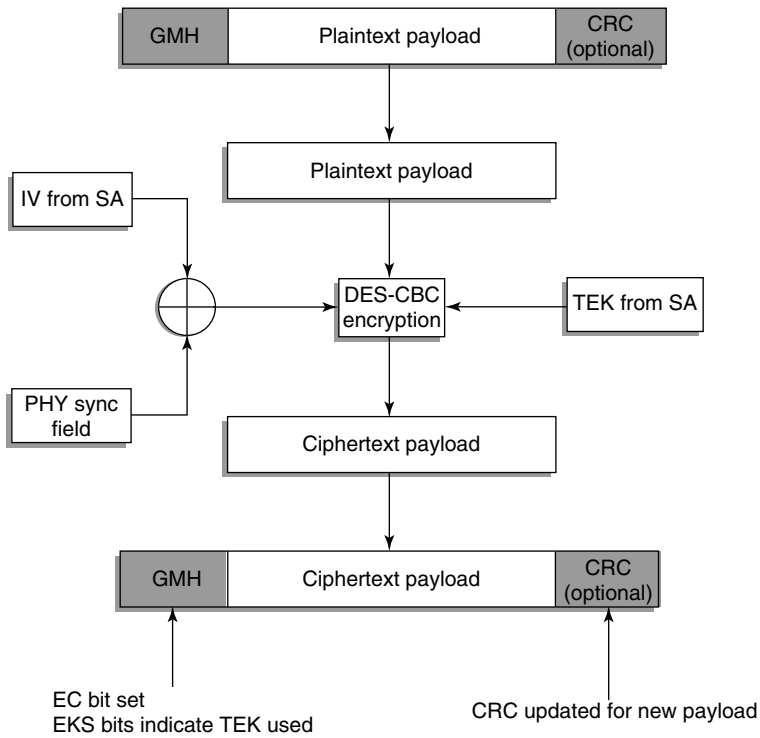 GMH
Plaintext payload
CRC
(optional)
Plaintext payload
IV from SA
DES-CBC
encryption
TEK from SA
PHY sync
field
Ciphertext payload
GMH
Ciphertext payload
CRC
(optional)
EC bit set
EKS bits indicate TEK used
CRC updated for new payload